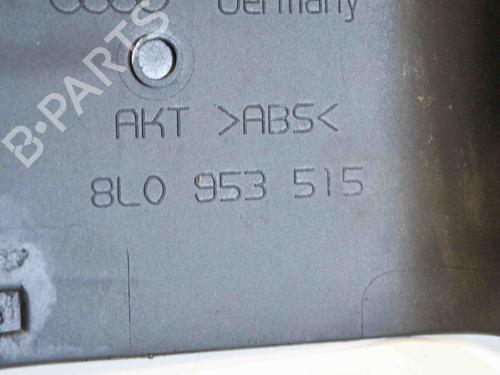 Germany
AKT >ABS<
8L0 953 515
B-PARTS